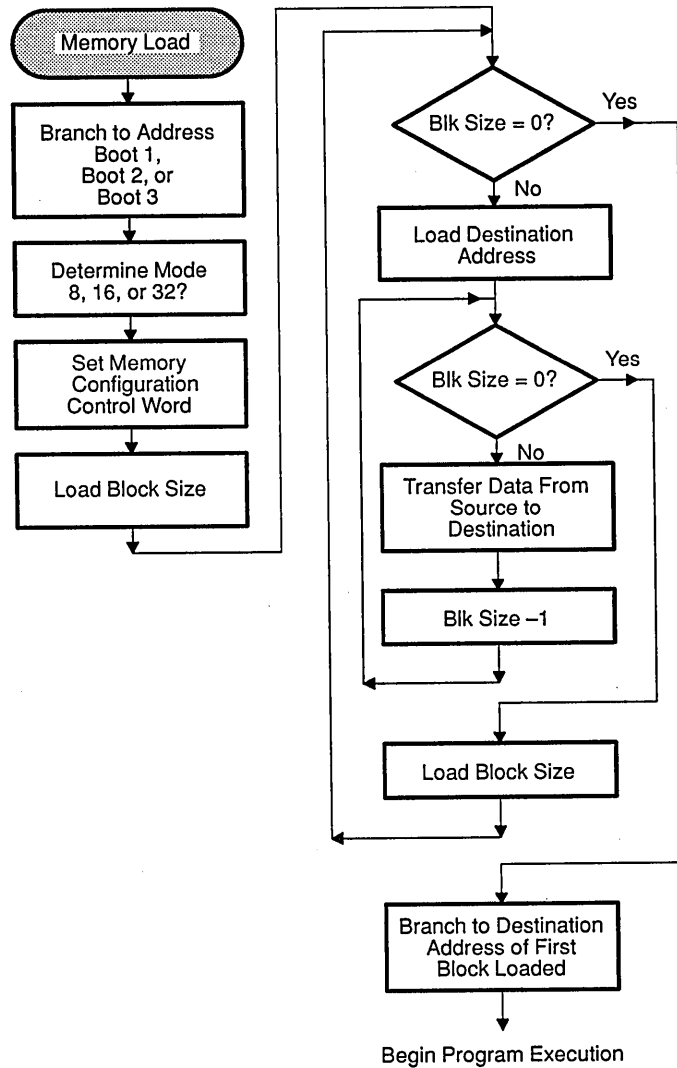 Memory Load
Branch to Address
Boot 1,
Boot 2, or
Boot 3
Determine Mode
8, 16, or 32?
Set Memory
Configuration
Control Word
Load Block Size
Blk Size = 0?
Yes
No
Load Destination
Address
Blk Size = 0?
Yes
No
Transfer Data From
Source to
Destination
Blk Size –1
Load Block Size
Branch to Destination
Address of First
Block Loaded
Begin Program Execution